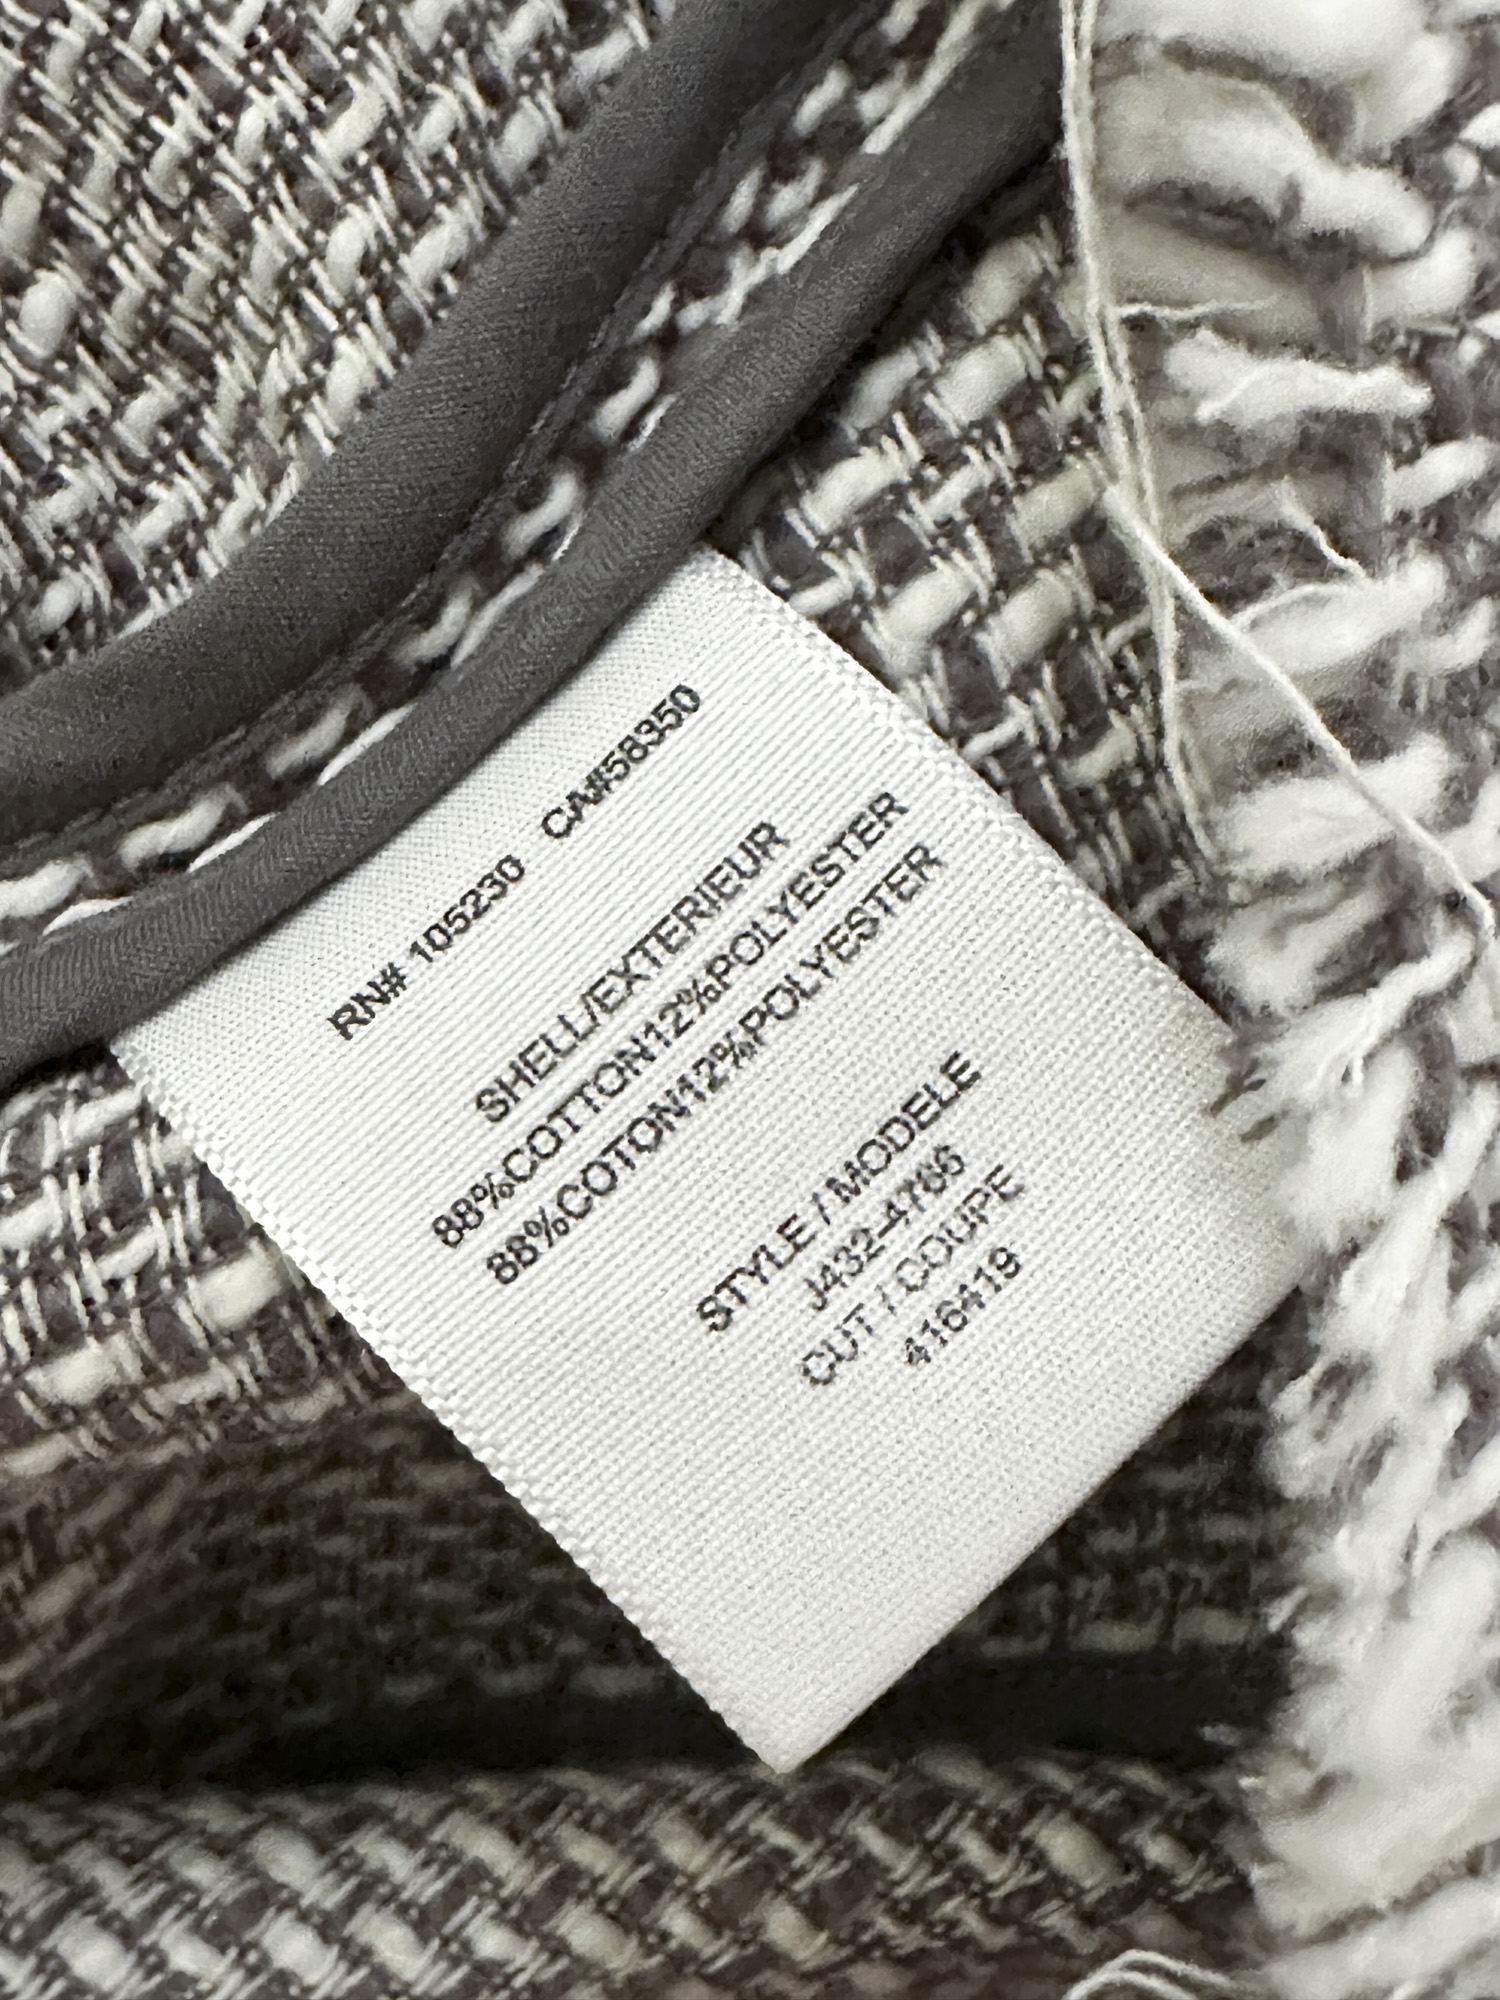 RN# 105230 CA#58350
SHELL/EXTERIEUR
88%COTTON12%POLYESTER
88%COTON12%POLYESTER
STYLE / MODELE
J432-4766
CUT / COUPE
416419